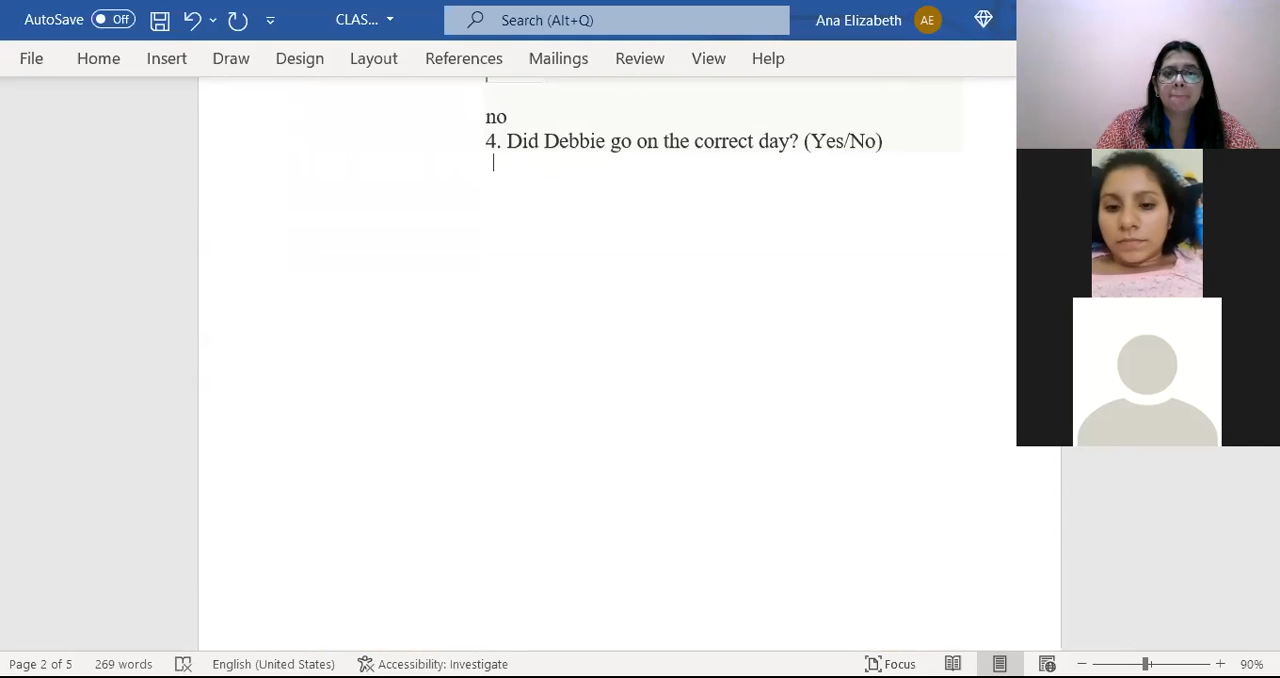 AutoSave Off CLAS... Search (Alt+Q) Ana Elizabeth AE
File Home Insert Draw Design Layout References Mailings Review View Help
no
4. Did Debbie go on the correct day? (Yes/No)
Page 2 of 5 269 words English (United States) Accessibility: Investigate Focus 90%